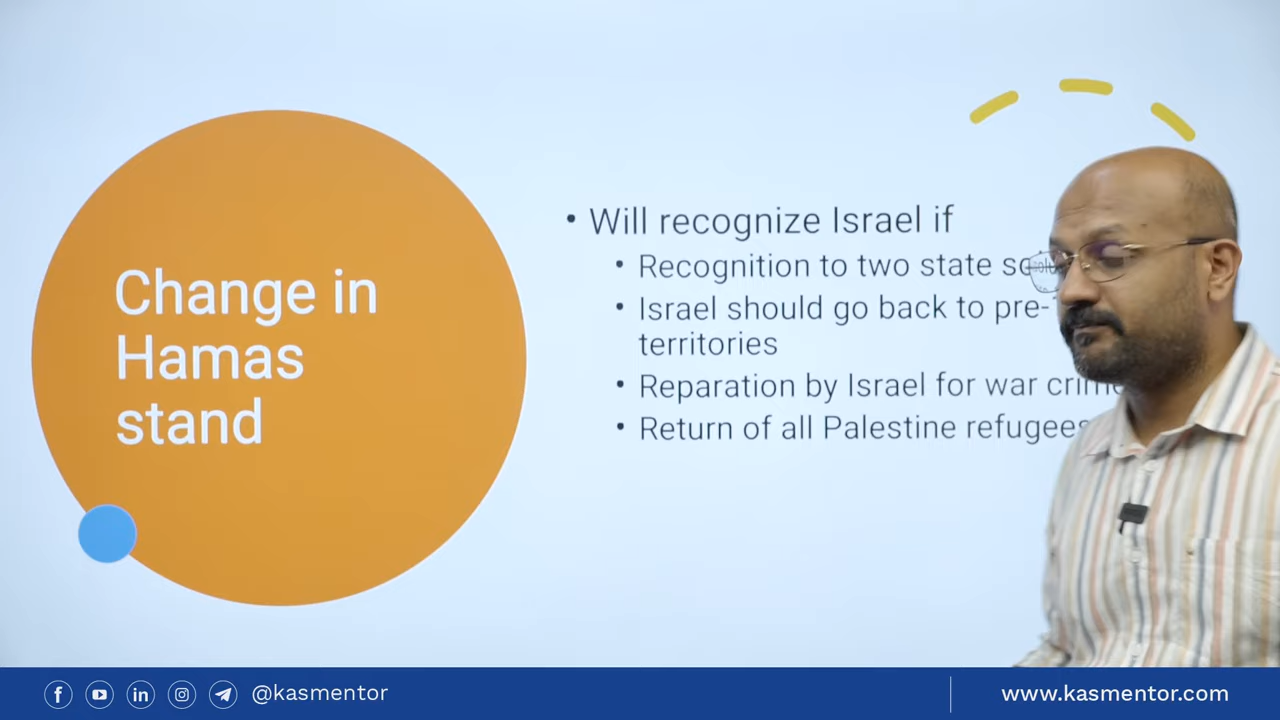 Change in
Hamas
stand
• Will recognize Israel if
• Recognition to two state
• Israel should go back to pre-
territories
• Reparation by Israel for war
• Return of all Palestine refugees
@kasmentor
www.kasmentor.com